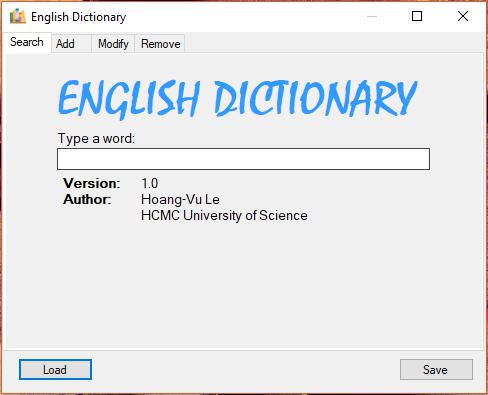 English Dictionary
Search Add Modify Remove
ENGLISH DICTIONARY
Type a word:
Version: 1.0
Author: Hoang-Vu Le
HCMC University of Science
Load Save